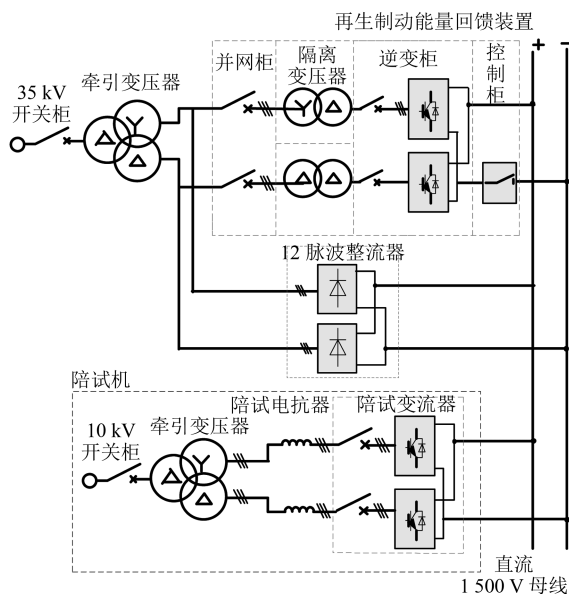 再生制动能量回馈装置
+
−
35 kV
开关柜
牵引变压器
并网柜
隔离
变压器
逆变柜
控
制
柜
12 脉波整流器
陪试机
10 kV
开关柜
牵引变压器
陪试电抗器
陪试变流器
直流
1 500 V 母线